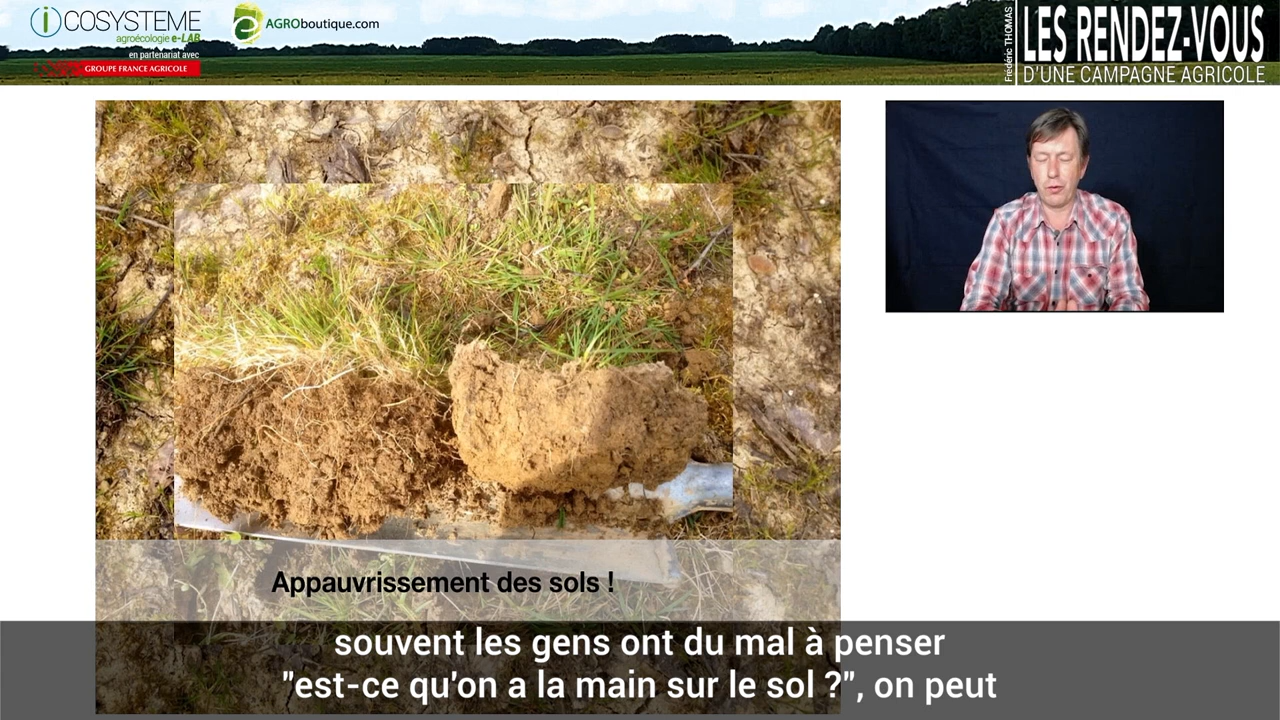 iCOSYSTEME
agroécologie e-LAB
en partenariat avec
GROUPE FRANCE AGRICOLE
e AGROboutique.com
Frédéric THOMAS
LES RENDEZ-VOUS
D'UNE CAMPAGNE AGRICOLE
Appauvrissement des sols !
souvent les gens ont du mal à penser
"est-ce qu'on a la main sur le sol ?", on peut